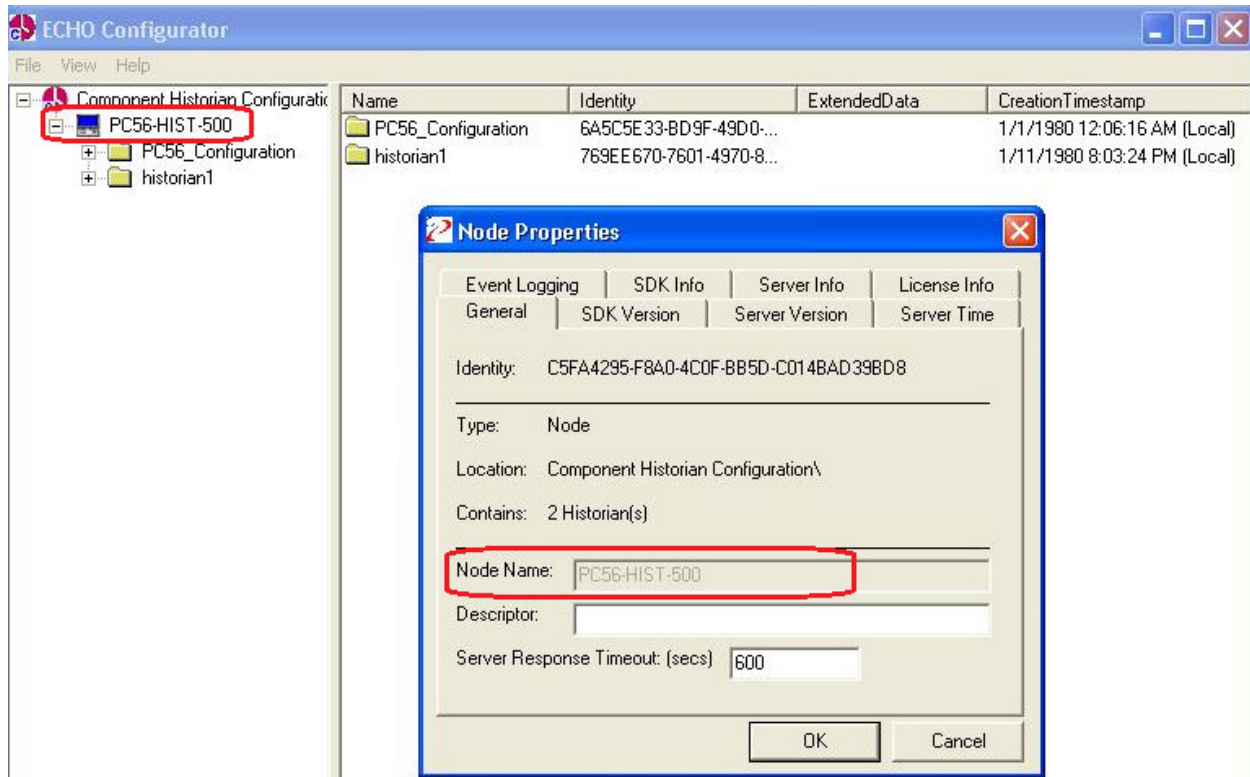 ECHO Configurator
File View Help
Component Historian Configuratic
PC56-HIST-500
PC56_Configuration
historian1
Name Identity ExtendedData CreationTimestamp
PC56_Configuration 6A5C5E33-BD9F-49D0-... 1/1/1980 12:06:16 AM (Local)
historian1 769EE670-7601-4970-8... 1/11/1980 8:03:24 PM (Local)
Node Properties
Event Logging SDK Info Server Info License Info
General SDK Version Server Version Server Time
Identity: C5FA4295-F8A0-4C0F-BB5D-C014BAD39BD8
Type: Node
Location: Component Historian Configuration\
Contains: 2 Historian(s)
Node Name: PC56-HIST-500
Descriptor:
Server Response Timeout: (secs) 600
OK Cancel